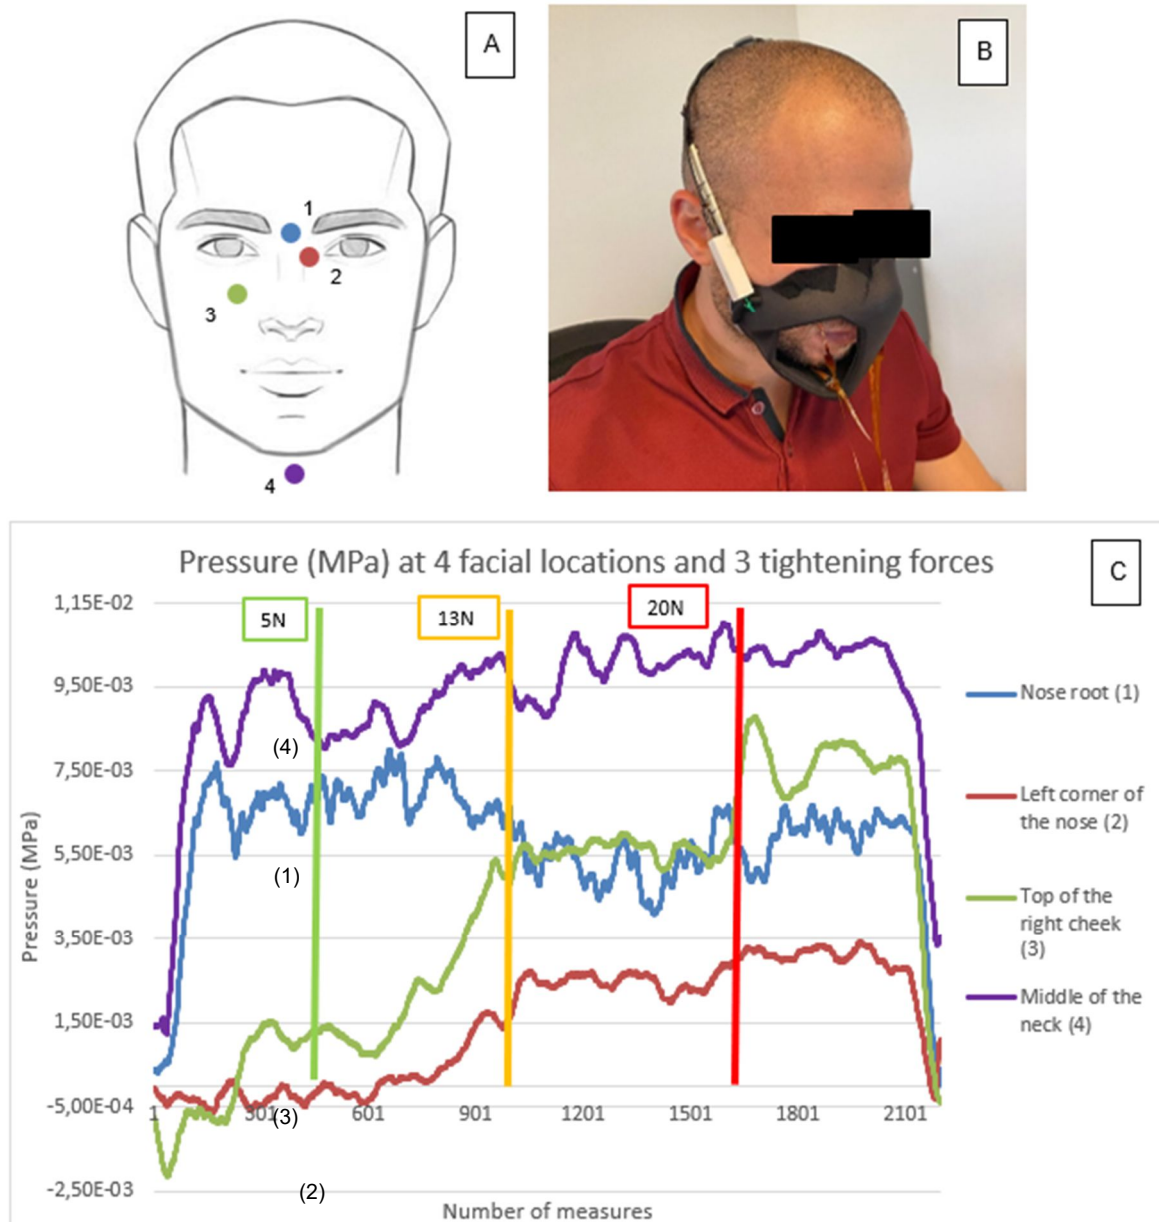 A
B
1
2
3
4
C
Pressure (MPa) at 4 facial locations and 3 tightening forces
5N
13N
20N
1,15E-02
9,50E-03
7,50E-03
5,50E-03
3,50E-03
1,50E-03
-5,00E-04
-2,50E-03
Pressure (MPa)
(4)
(1)
(3)
(2)
1
301
601
901
1201
1501
1801
2101
Number of measures
Nose root (1)
Left corner of
the nose (2)
Top of the
right cheek
(3)
Middle of the
neck (4)